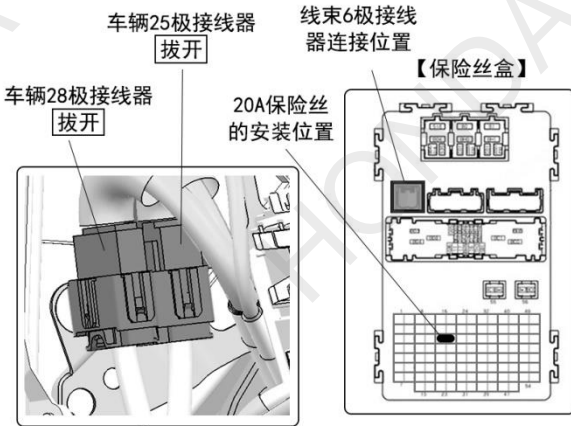 车辆25极接线器
拔开
线束6极接线
器连接位置
【保险丝盒】
车辆28极接线器
拔开
20A保险丝
的安装位置
HONDA